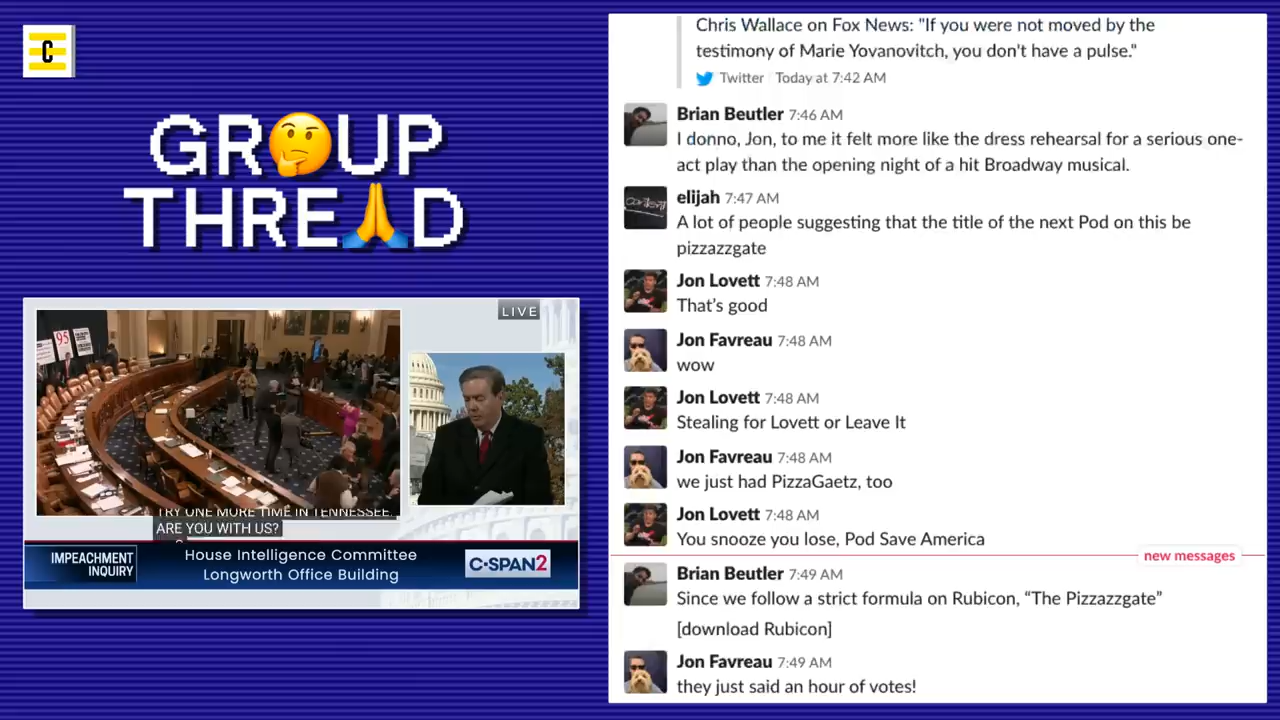 C
GR🤔UP
THRE🙏D
LIVE
95
TRY ONE MORE TIME IN TENNESSEE.
ARE YOU WITH US?
IMPEACHMENT
INQUIRY
House Intelligence Committee
Longworth Office Building
C-SPAN2
Chris Wallace on Fox News: "If you were not moved by the
testimony of Marie Yovanovitch, you don't have a pulse."
Twitter Today at 7:42 AM
Brian Beutler 7:46 AM
I donno, Jon, to me it felt more like the dress rehearsal for a serious one-
act play than the opening night of a hit Broadway musical.
elijah 7:47 AM
A lot of people suggesting that the title of the next Pod on this be
pizzazzgate
Jon Lovett 7:48 AM
That's good
Jon Favreau 7:48 AM
wow
Jon Lovett 7:48 AM
Stealing for Lovett or Leave It
Jon Favreau 7:48 AM
we just had PizzaGaetz, too
Jon Lovett 7:48 AM
You snooze you lose, Pod Save America
new messages
Brian Beutler 7:49 AM
Since we follow a strict formula on Rubicon, “The Pizzazzgate”
[download Rubicon]
Jon Favreau 7:49 AM
they just said an hour of votes!